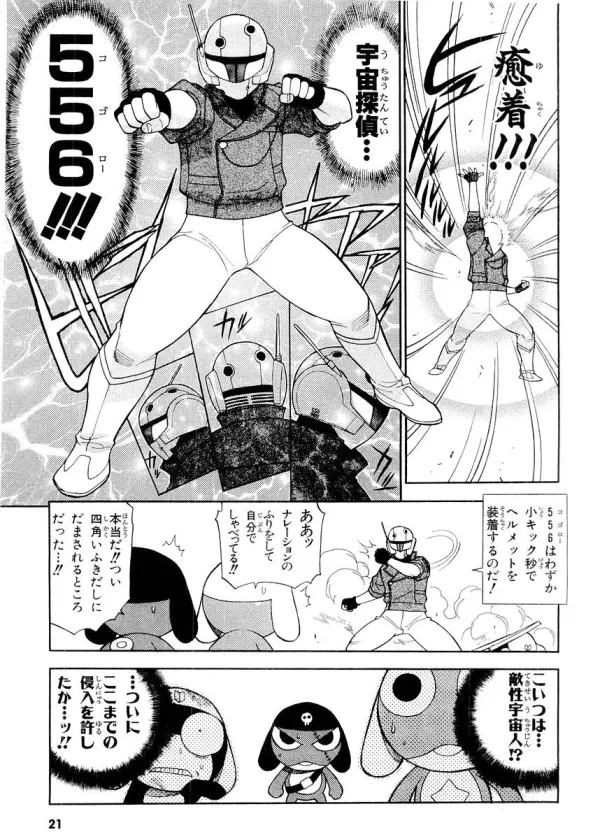 癒着!!!
宇宙探偵…
556!!!
ガッ
556はわずか
小キック秒で
ヘルメットを
装着するのだ!
ああッ
ナレーションの
ふりをして
自分で
しゃべってる!!
本当だ!!つい
四角いふきだしに
だまされるところ
だった…!!
こいつは…
敵性宇宙人!?
…ついに
ここまでの
侵入を許し
たか…ッ!!
21